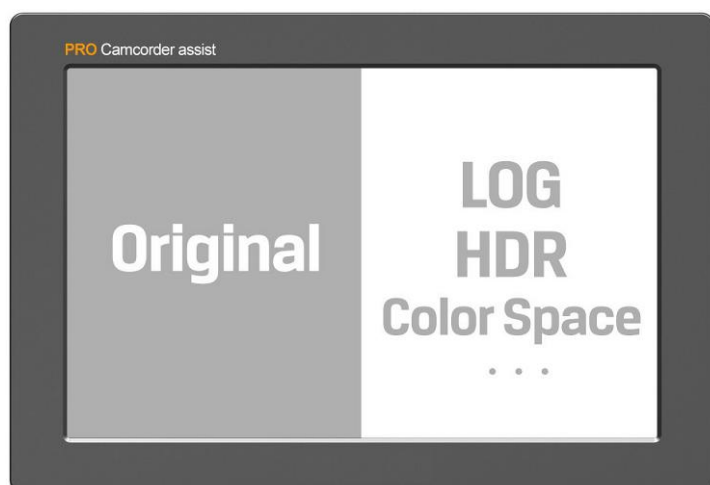 PRO Camcorder assist
Original
LOG
HDR
Color Space
...